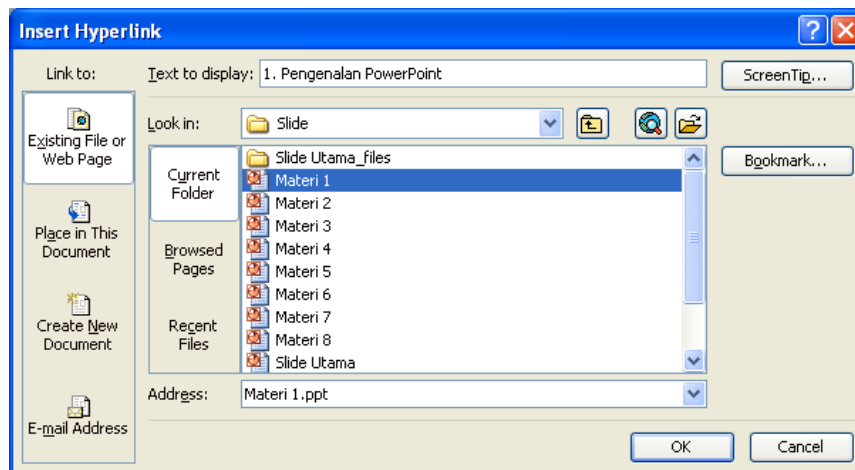 Insert Hyperlink
Link to:
Text to display: 1. Pengenalan PowerPoint
ScreenTip...
Existing File or
Web Page
Place in This
Document
Create New
Document
E-mail Address
Look in: Slide
Current
Folder
Browsed
Pages
Recent
Files
Slide Utama_files
Materi 1
Materi 2
Materi 3
Materi 4
Materi 5
Materi 6
Materi 7
Materi 8
Slide Utama
Bookmark...
Address: Materi 1.ppt
OK
Cancel